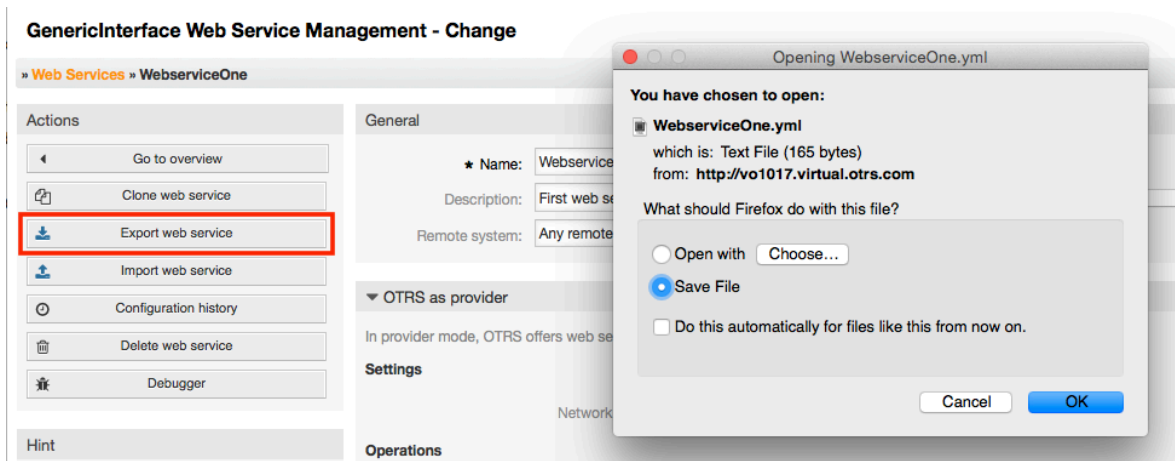 GenericInterface Web Service Management - Change
» Web Services » WebserviceOne
Actions
Go to overview
Clone web service
Export web service
Import web service
Configuration history
Delete web service
Debugger
Hint
General
★ Name: Webservice
Description: First web se
Remote system: Any remote
OTRS as provider
In provider mode, OTRS offers web se
Settings
Network
Operations
Opening WebserviceOne.yml
You have chosen to open:
WebserviceOne.yml
which is: Text File (165 bytes)
from: http://vo1017.virtual.otrs.com
What should Firefox do with this file?
Open with Choose...
Save File
Do this automatically for files like this from now on.
Cancel OK